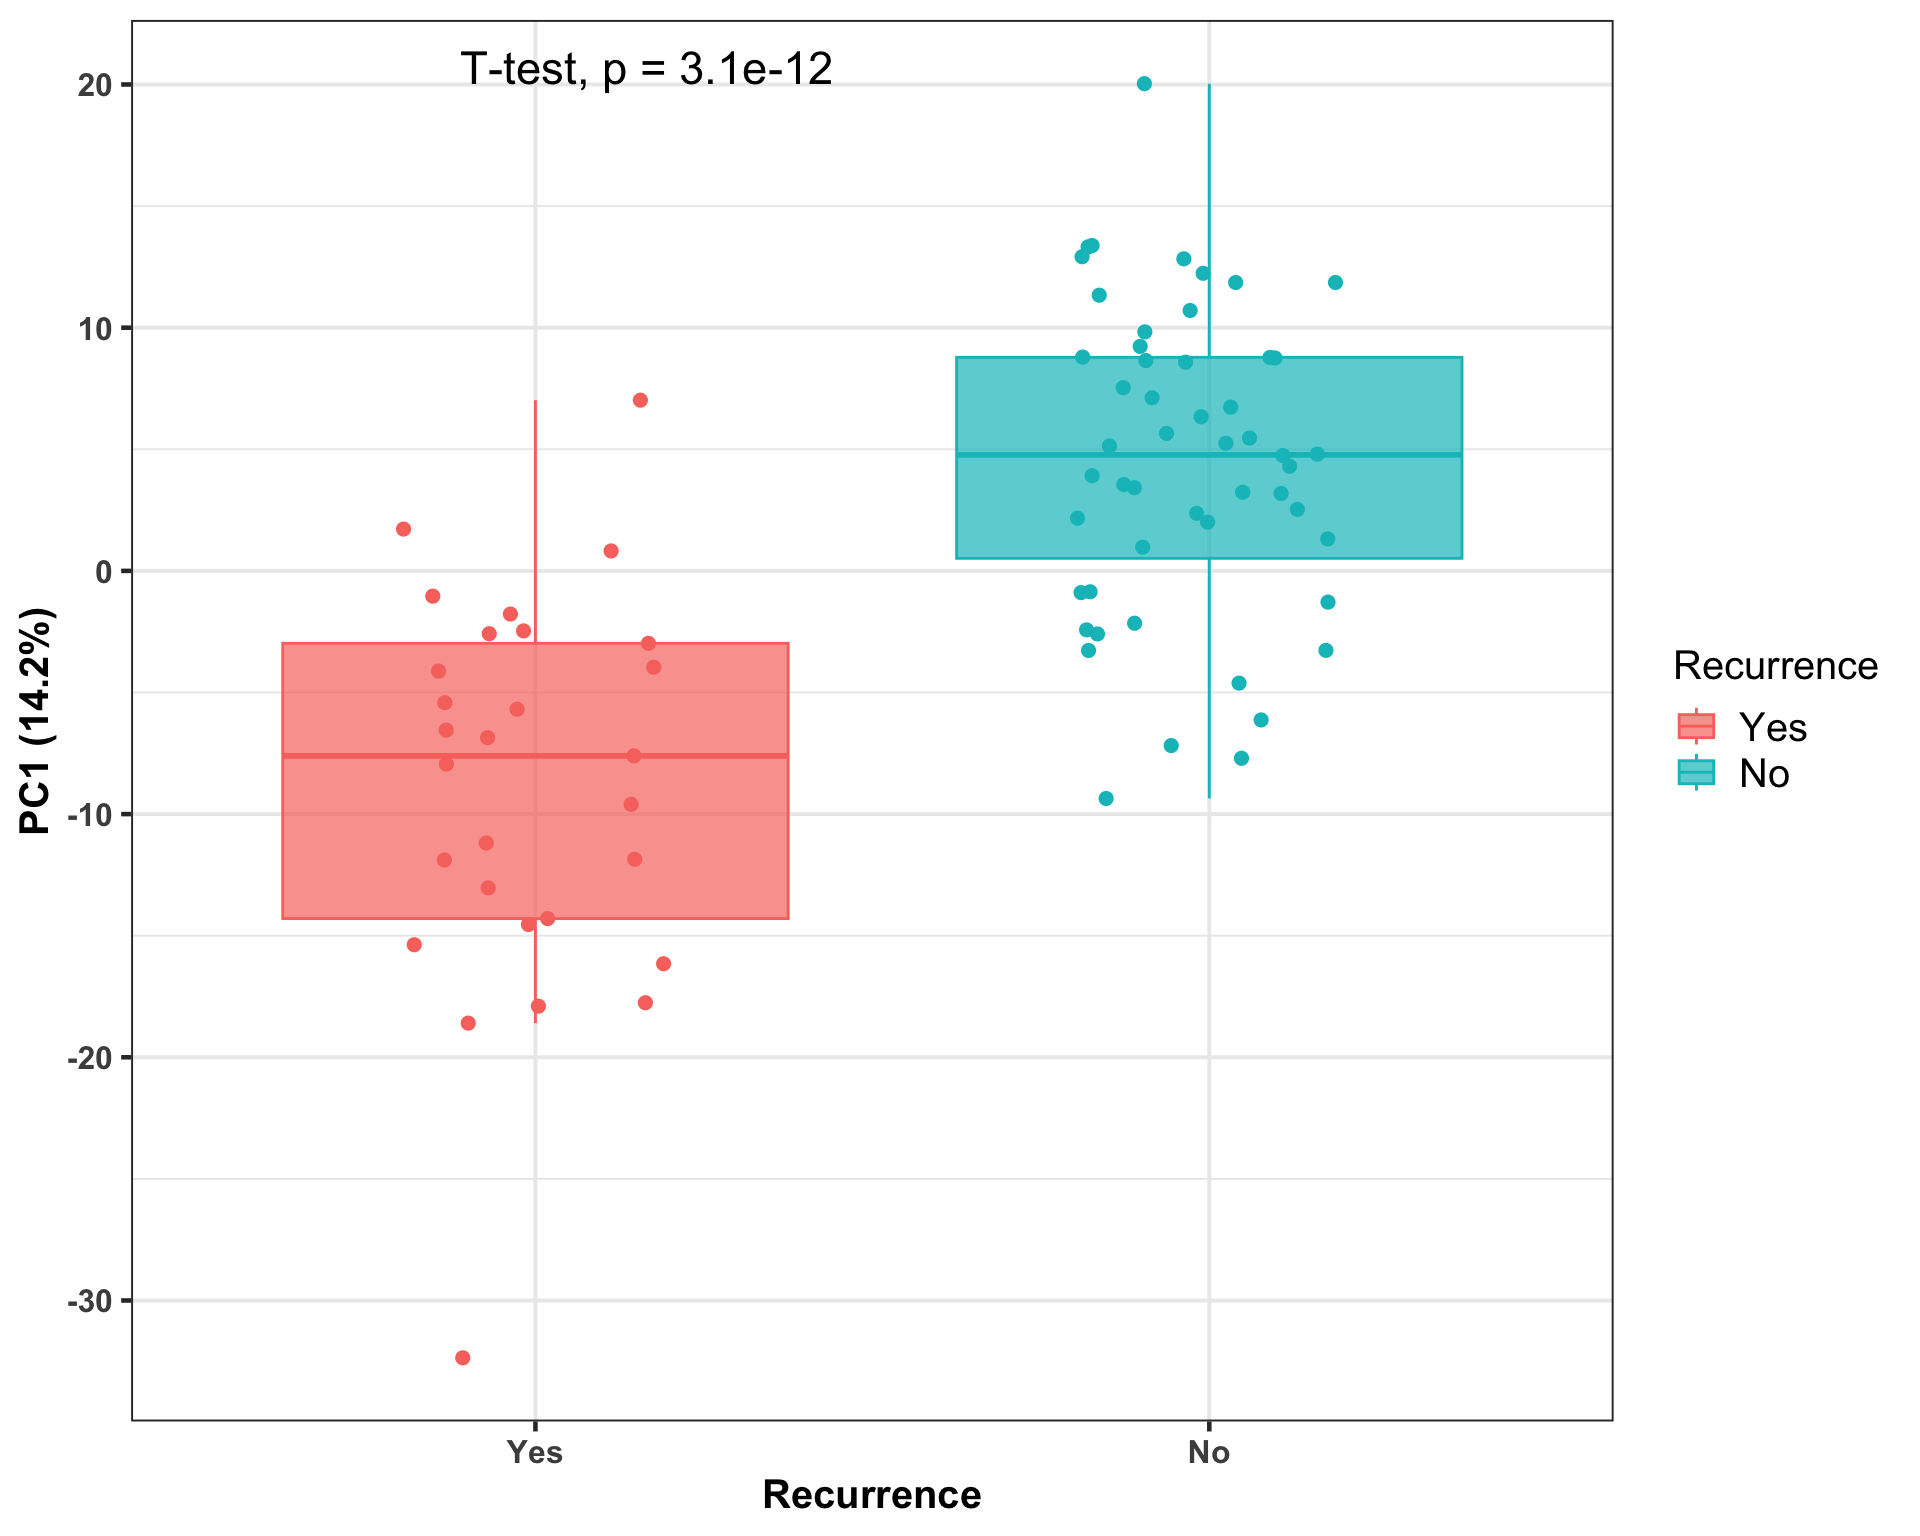 T-test, p = 3.1e-12
20
10
0
-10
-20
-30
PC1 (14.2%)
Yes
No
Recurrence
Recurrence
Yes
No